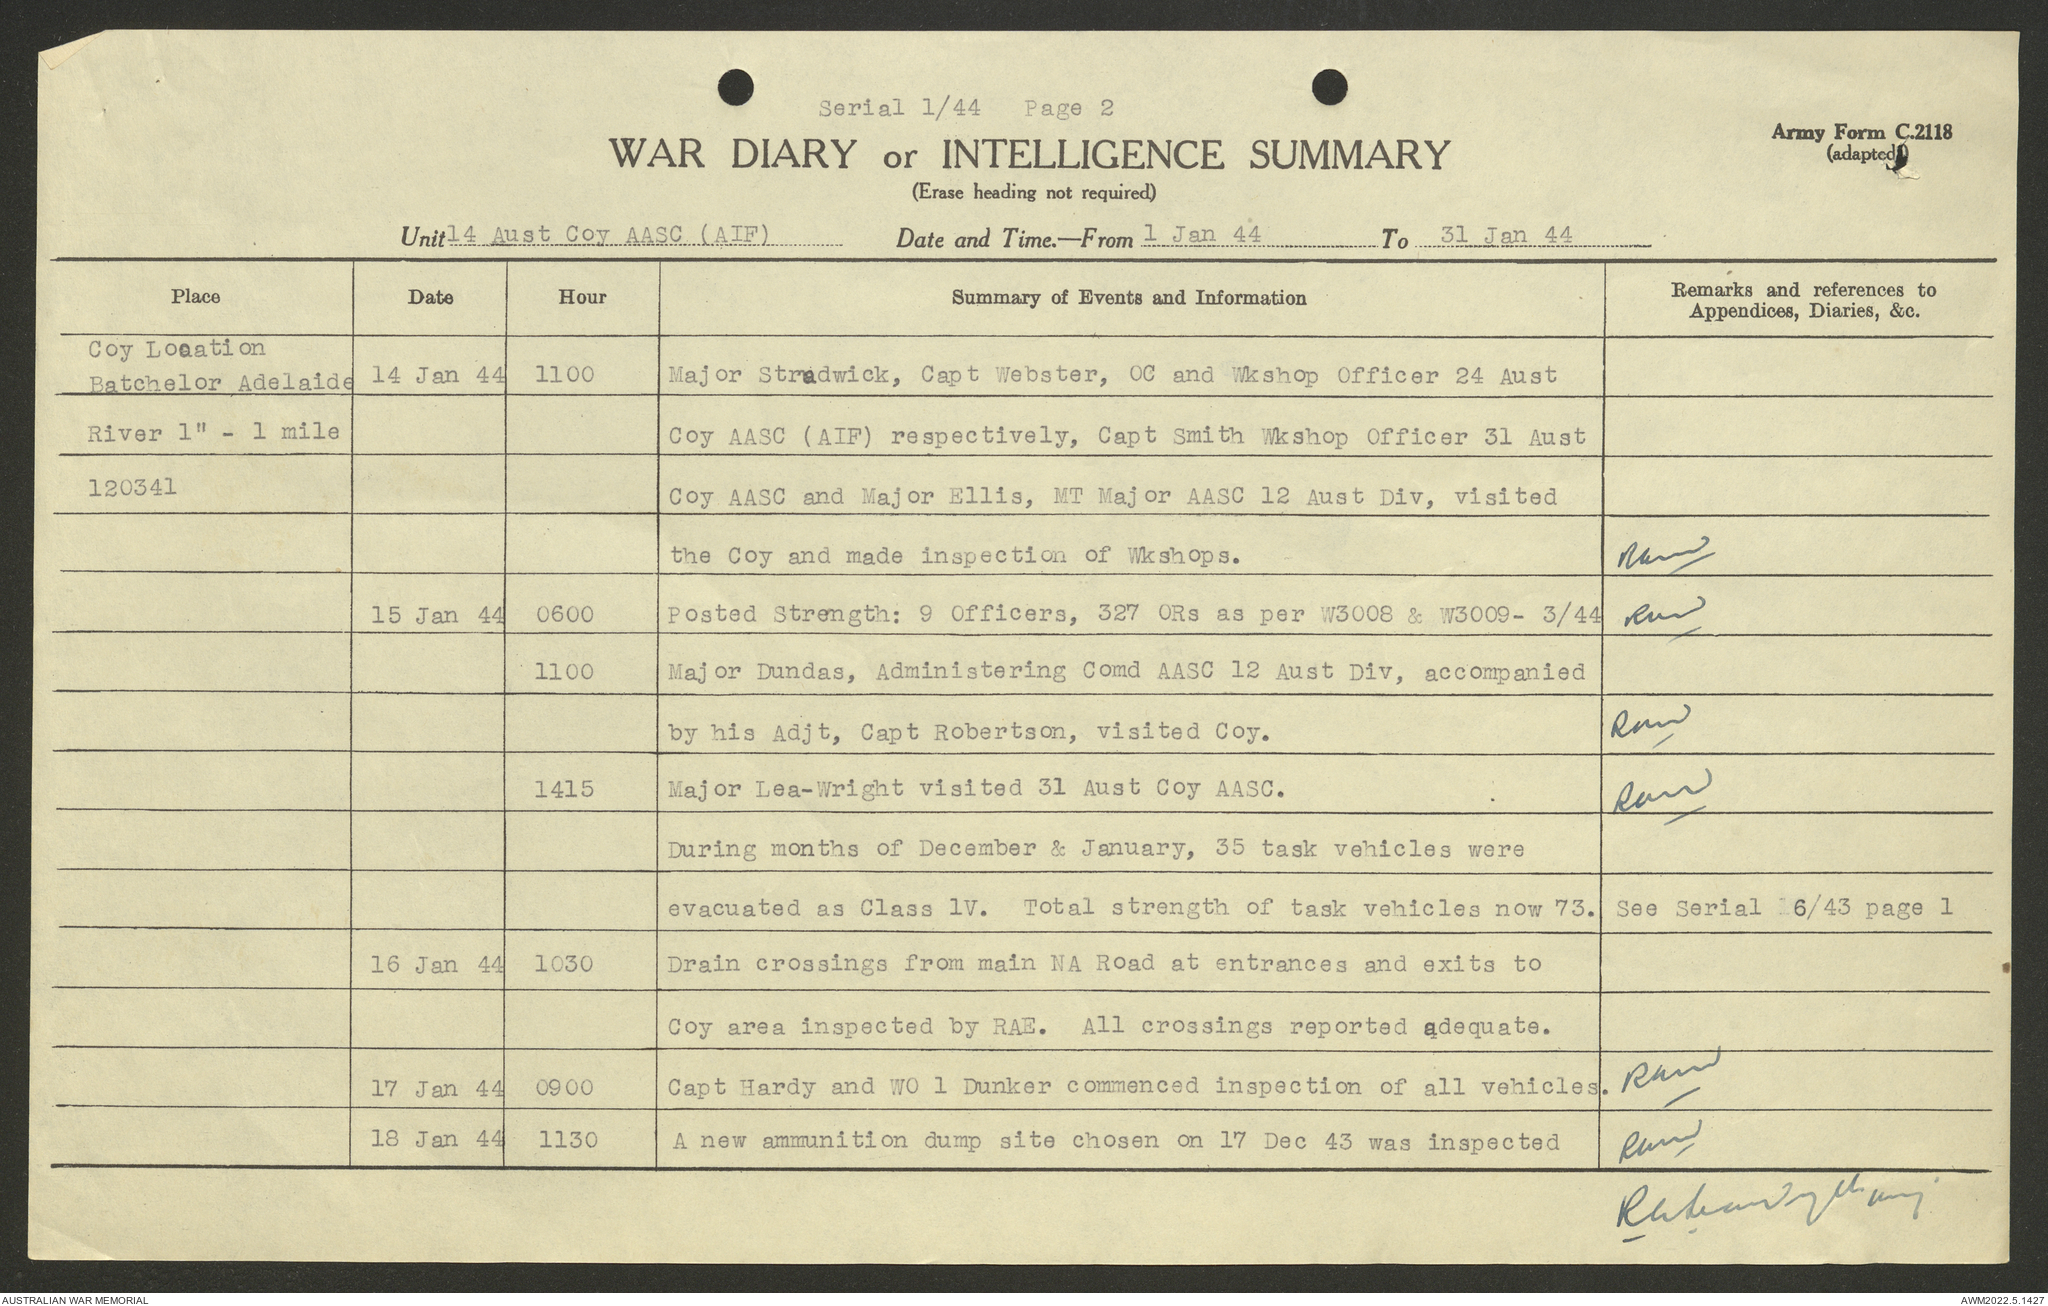 Serial 1/44 Page 2
WAR DIARY or INTELLIGENCE SUMMARY
(Erase heading not required)
Army Form C.2118
(adapted)
Unit 14 Aust Coy AASC (AIF) Date and Time.—From 1 Jan 44 To 31 Jan 44
Place Date Hour Summary of Events and Information Remarks and references to
Appendices, Diaries, &c.
Coy Location
Batchelor Adelaide 14 Jan 44 1100 Major Stradwick, Capt Webster, OC and Wkshop Officer 24 Aust
River 1" - 1 mile Coy AASC (AIF) respectively, Capt Smith Wkshop Officer 31 Aust
120341 Coy AASC and Major Ellis, MT Major AASC 12 Aust Div, visited
the Coy and made inspection of Wkshops.
15 Jan 44 0600 Posted Strength: 9 Officers, 327 ORs as per W3008 & W3009- 3/44
1100 Major Dundas, Administering Comd AASC 12 Aust Div, accompanied
by his Adjt, Capt Robertson, visited Coy.
1415 Major Lea-Wright visited 31 Aust Coy AASC.
During months of December & January, 35 task vehicles were
evacuated as Class 1V. Total strength of task vehicles now 73. See Serial 16/43 page 1
16 Jan 44 1030 Drain crossings from main NA Road at entrances and exits to
Coy area inspected by RAE. All crossings reported adequate.
17 Jan 44 0900 Capt Hardy and WO 1 Dunker commenced inspection of all vehicles.
18 Jan 44 1130 A new ammunition dump site chosen on 17 Dec 43 was inspected
AUSTRALIAN WAR MEMORIAL
AWM2022.5.1427